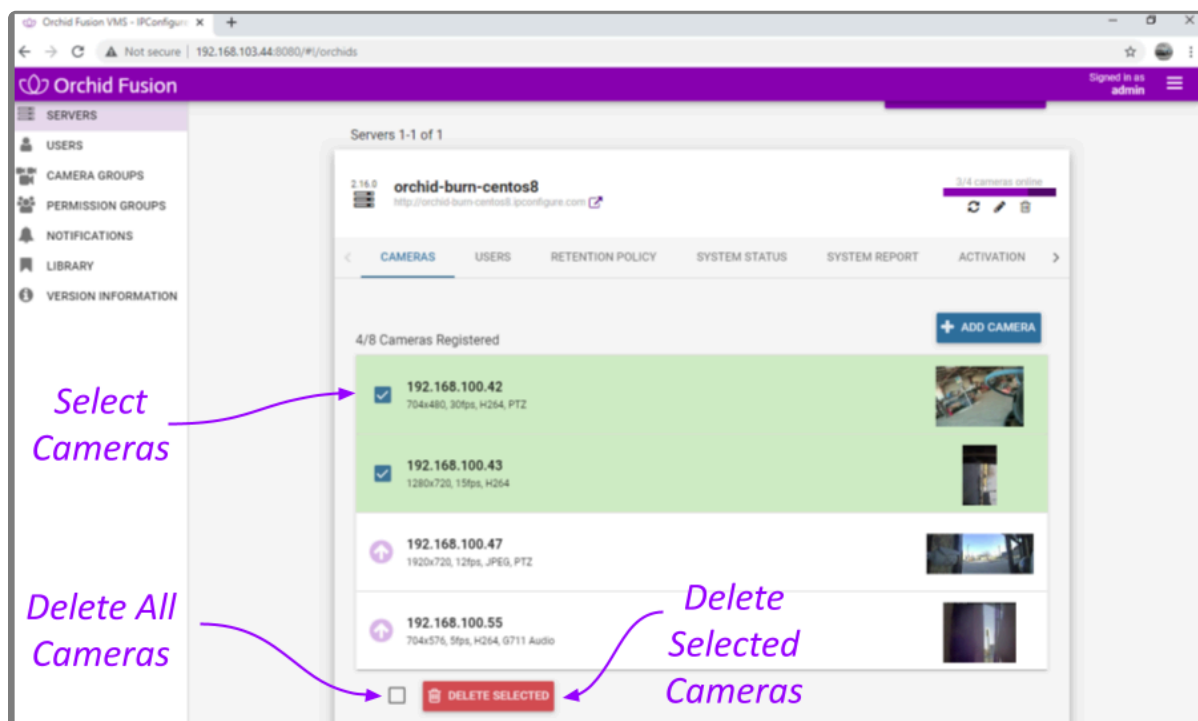 Orchid Fusion VMS - IPConfigure
Not secure | 192.168.103.44:8080/#!/orchids
Orchid Fusion
Signed in as
admin
SERVERS
USERS
CAMERA GROUPS
PERMISSION GROUPS
NOTIFICATIONS
LIBRARY
VERSION INFORMATION
Servers 1-1 of 1
2.16.0
orchid-burn-centos8
http://orchid-burn-centos8.ipconfigure.com
3/4 cameras online
CAMERAS USERS RETENTION POLICY SYSTEM STATUS SYSTEM REPORT ACTIVATION
4/8 Cameras Registered
ADD CAMERA
192.168.100.42
704x480, 30fps, H264, PTZ
192.168.100.43
1280x720, 15fps, H264
192.168.100.47
1920x720, 12fps, JPEG, PTZ
192.168.100.55
704x576, 5fps, H264, G711 Audio
DELETE SELECTED
Select
Cameras
Delete All
Cameras
Delete
Selected
Cameras